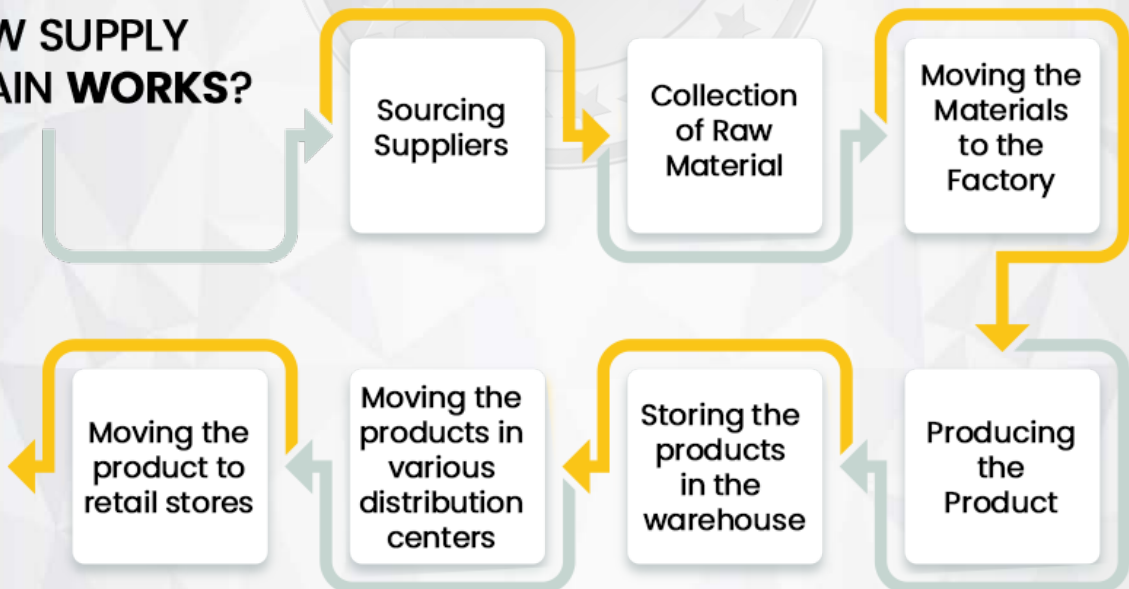 W SUPPLY
AIN WORKS?
Sourcing
Suppliers
Collection
of Raw
Material
Moving the
Materials
to the
Factory
Producing
the
Product
Storing the
products
in the
warehouse
Moving the
products in
various
distribution
centers
Moving the
product to
retail stores